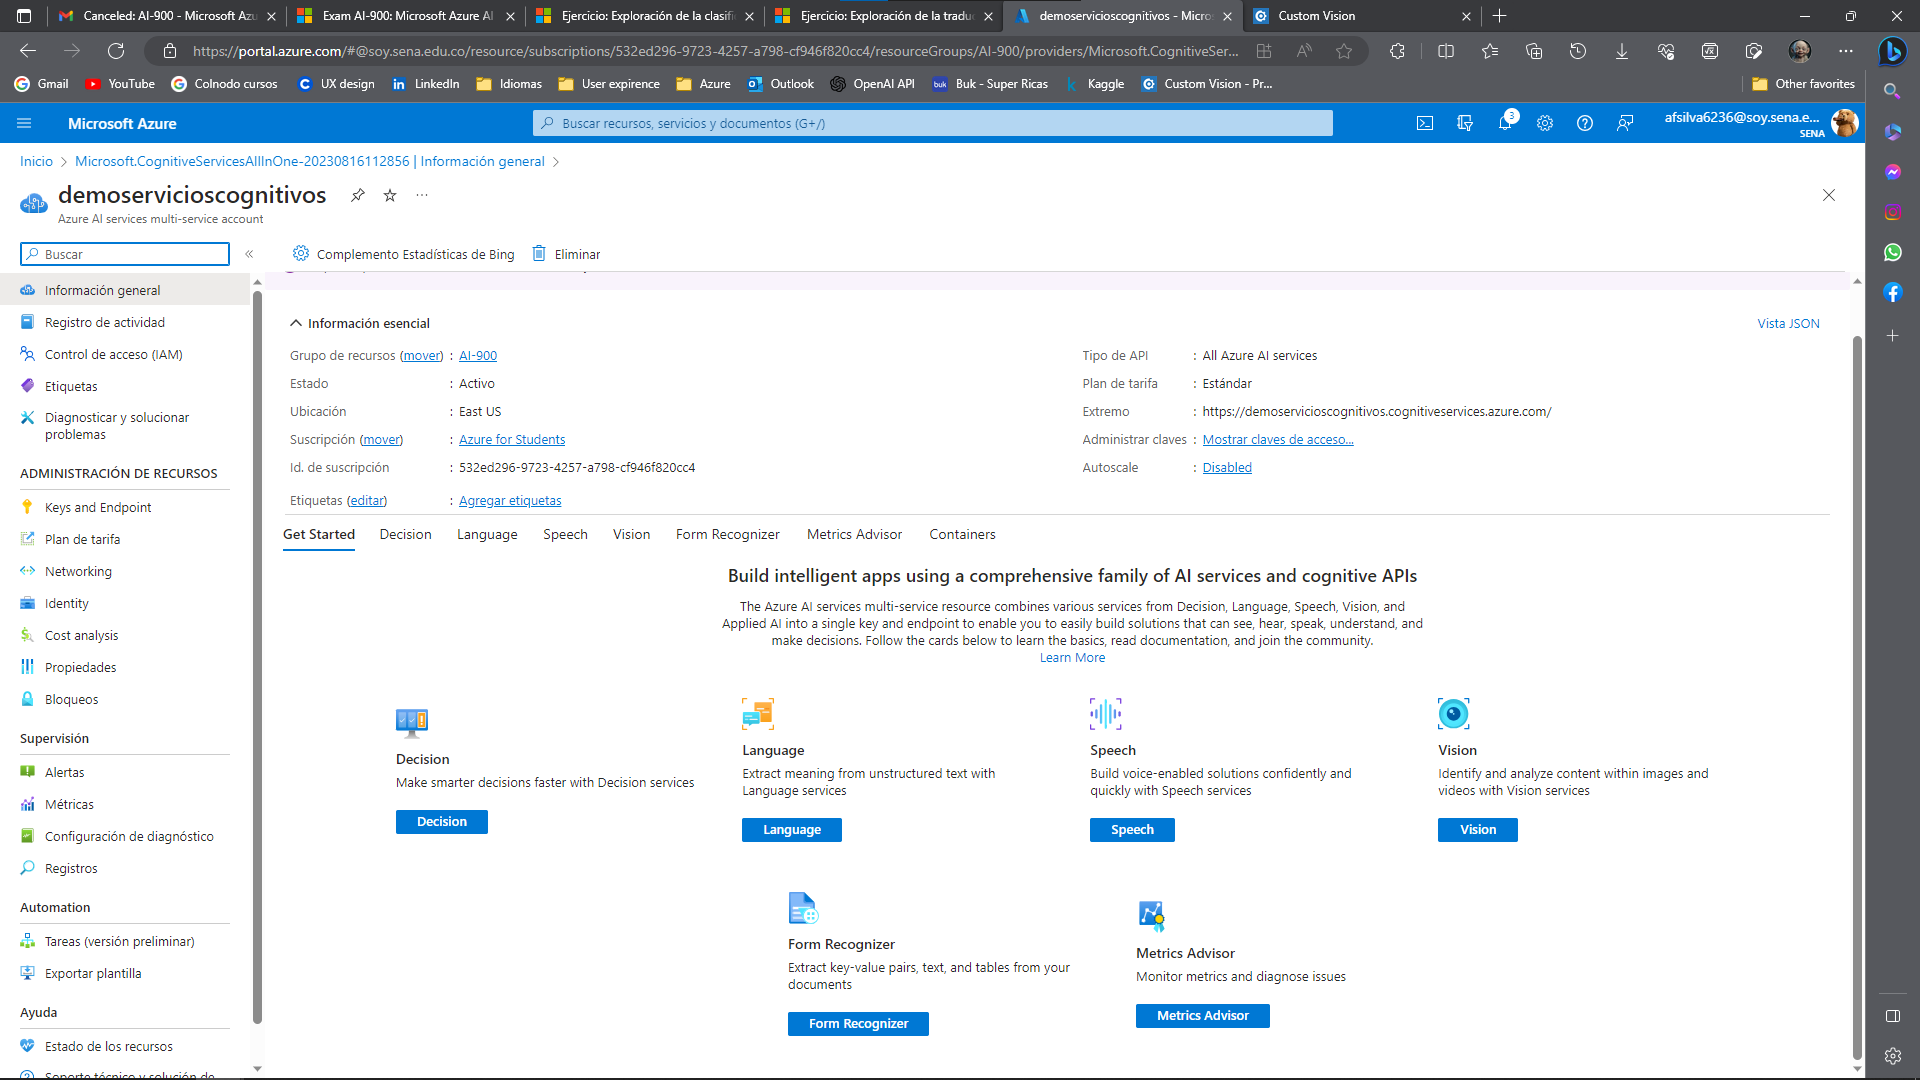 Canceled: AI-900 - Microsoft Azu
Exam AI-900: Microsoft Azure AI
Ejercicio: Exploración de la clasifi
Ejercicio: Exploración de la tradu
demoservicioscognitivos - Micros
Custom Vision
https://portal.azure.com/#@soy.sena.edu.co/resource/subscriptions/532ed296-9723-4257-a798-cf946f820cc4/resourceGroups/AI-900/providers/Microsoft.CognitiveSer...
Gmail
YouTube
Colnodo cursos
UX design
LinkedIn
Idiomas
User expirence
Azure
Outlook
OpenAI API
buk
Buk - Super Ricas
Kaggle
Custom Vision - Pr...
Other favorites
Microsoft Azure
Buscar recursos, servicios y documentos (G+/)
3
afsilva6236@soy.sena.e...
SENA
Inicio
Microsoft.CognitiveServicesAllInOne-20230816112856 | Información general
demoservicioscognitivos
Azure AI services multi-service account
Buscar
Complemento Estadísticas de Bing
Eliminar
Información general
Registro de actividad
Control de acceso (IAM)
Etiquetas
Diagnosticar y solucionar
problemas
ADMINISTRACIÓN DE RECURSOS
Keys and Endpoint
Plan de tarifa
Networking
Identity
Cost analysis
Propiedades
Bloqueos
Supervisión
Alertas
Métricas
Configuración de diagnóstico
Registros
Automation
Tareas (versión preliminar)
Exportar plantilla
Ayuda
Estado de los recursos
Soporte técnico y solución de
Información esencial
Vista JSON
Grupo de recursos (mover) : AI-900
Estado : Activo
Ubicación : East US
Suscripción (mover) : Azure for Students
Id. de suscripción : 532ed296-9723-4257-a798-cf946f820cc4
Etiquetas (editar) : Agregar etiquetas
Tipo de API : All Azure AI services
Plan de tarifa : Estándar
Extremo : https://demoservicioscognitivos.cognitiveservices.azure.com/
Administrar claves : Mostrar claves de acceso...
Autoscale : Disabled
Get Started
Decision
Language
Speech
Vision
Form Recognizer
Metrics Advisor
Containers
Build intelligent apps using a comprehensive family of AI services and cognitive APIs
The Azure AI services multi-service resource combines various services from Decision, Language, Speech, Vision, and
Applied AI into a single key and endpoint to enable you to easily build solutions that can see, hear, speak, understand, and
make decisions. Follow the cards below to learn the basics, read documentation, and join the community.
Learn More
Decision
Make smarter decisions faster with Decision services
Decision
Language
Extract meaning from unstructured text with
Language services
Language
Speech
Build voice-enabled solutions confidently and
quickly with Speech services
Speech
Vision
Identify and analyze content within images and
videos with Vision services
Vision
Form Recognizer
Extract key-value pairs, text, and tables from your
documents
Form Recognizer
Metrics Advisor
Monitor metrics and diagnose issues
Metrics Advisor